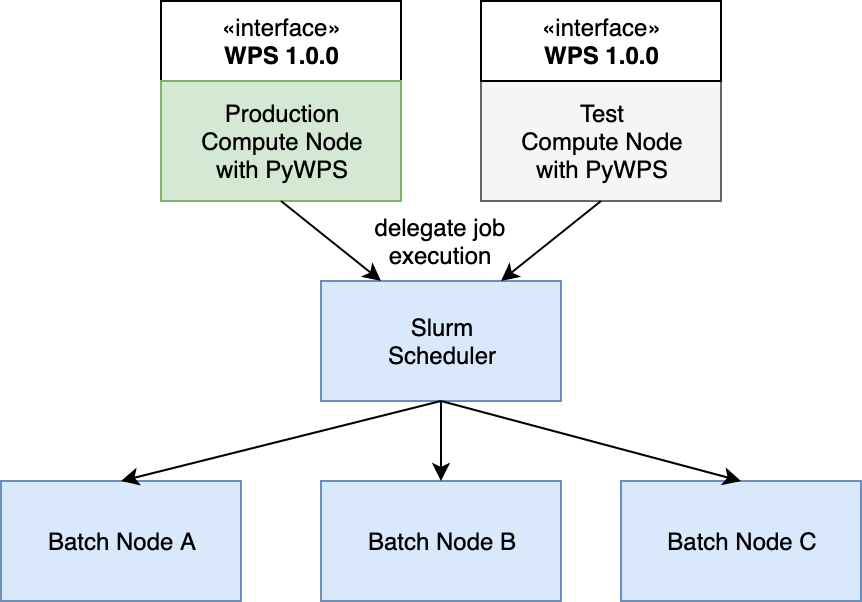 «interface»
WPS 1.0.0
Production
Compute Node
with PyWPS
«interface»
WPS 1.0.0
Test
Compute Node
with PyWPS
delegate job
execution
Slurm
Scheduler
Batch Node A
Batch Node B
Batch Node C